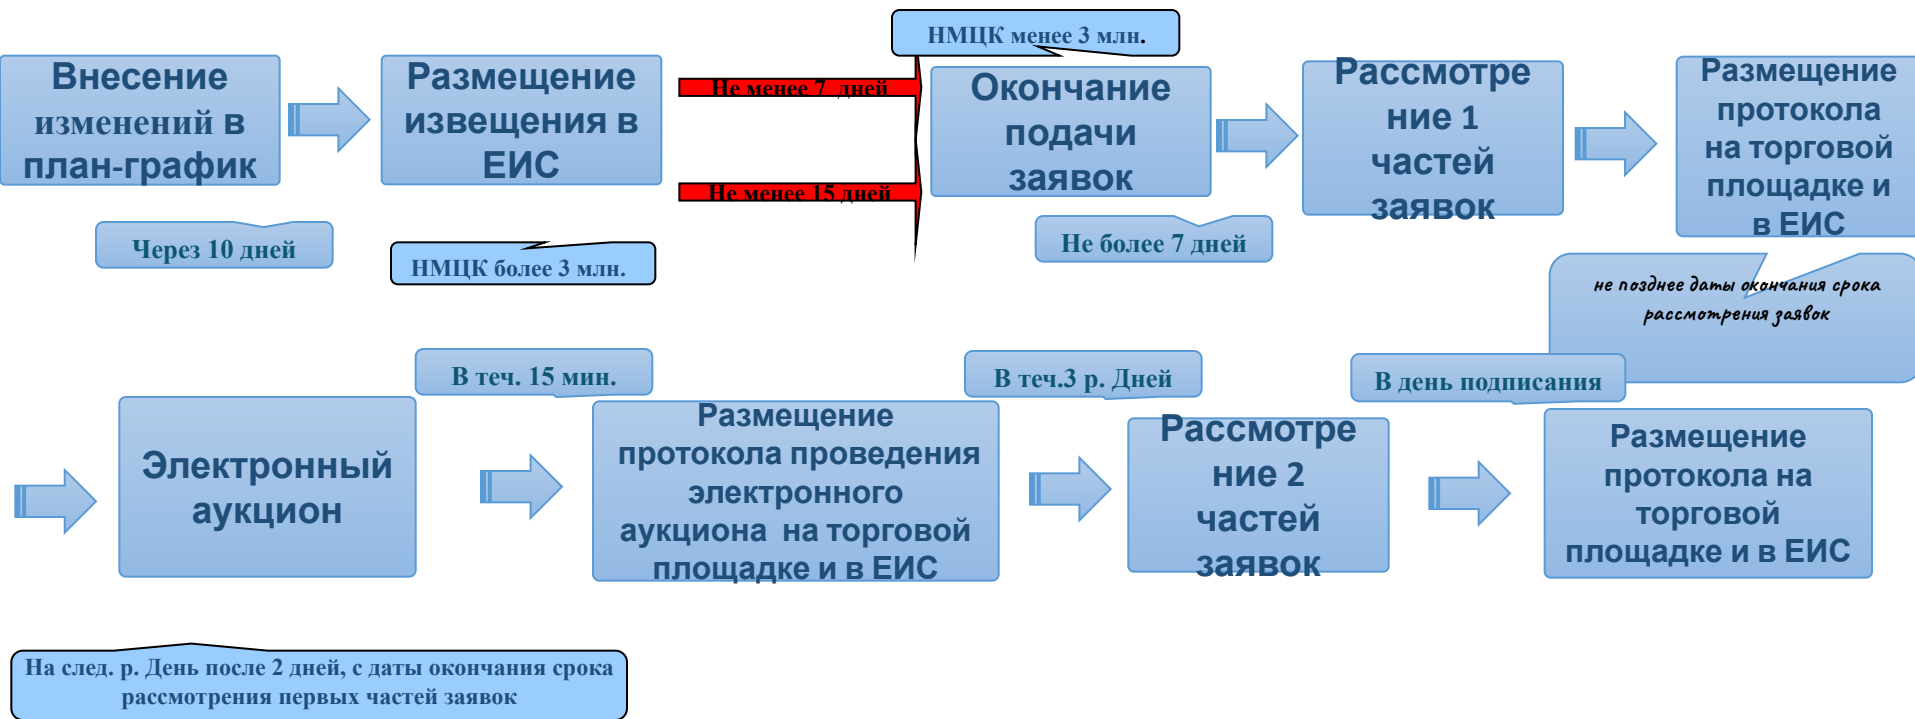 НМЦК менее 3 млн.
Внесение
изменений в
план-график
Размещение
извещения в
ЕИС
Не менее 7 дней
Не менее 15 дней
Окончание
подачи
заявок
Рассмотре
ние 1
частей
заявок
Размещение
протокола
на торговой
площадке и
в ЕИС
Через 10 дней
НМЦК более 3 млн.
Не более 7 дней
не позднее даты окончания срока
рассмотрения заявок
В теч. 15 мин.
В теч.3 р. Дней
В день подписания
Электронный
аукцион
Размещение
протокола проведения
электронного
аукциона на торговой
площадке и в ЕИС
Рассмотре
ние 2
частей
заявок
Размещение
протокола на
торговой
площадке и в ЕИС
На след. р. День после 2 дней, с даты окончания срока
рассмотрения первых частей заявок